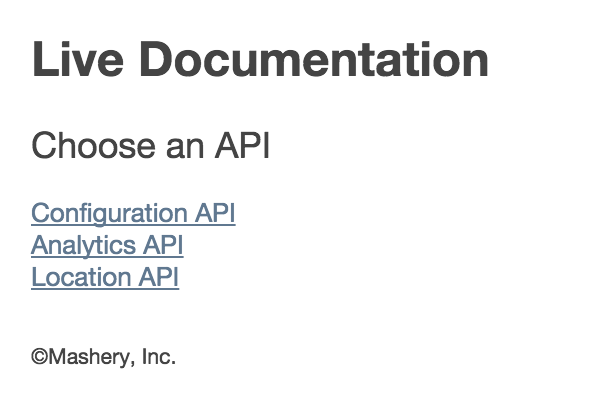 Live Documentation
Choose an API
Configuration API
Analytics API
Location API
©Mashery, Inc.